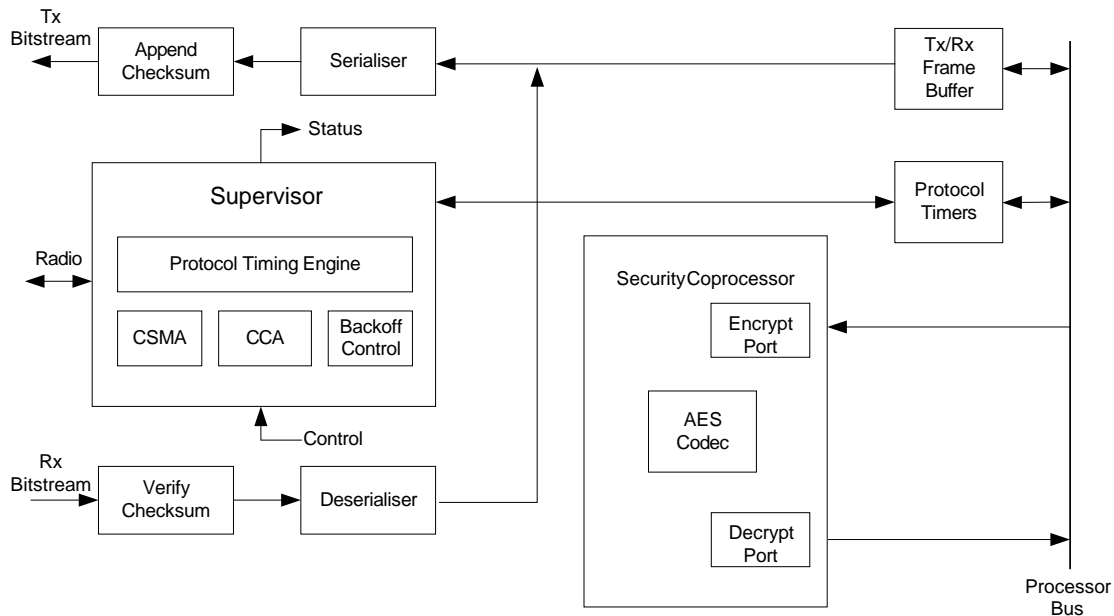 Tx
Bitstream
Append
Checksum
Serialiser
Tx/Rx
Frame
Buffer
Status
Supervisor
Protocol
Timers
Radio
Protocol Timing Engine
SecurityCoprocessor
CSMA
CCA
Backoff
Control
Encrypt
Port
AES
Codec
Control
Rx
Bitstream
Verify
Checksum
Deserialiser
Decrypt
Port
Processor
Bus